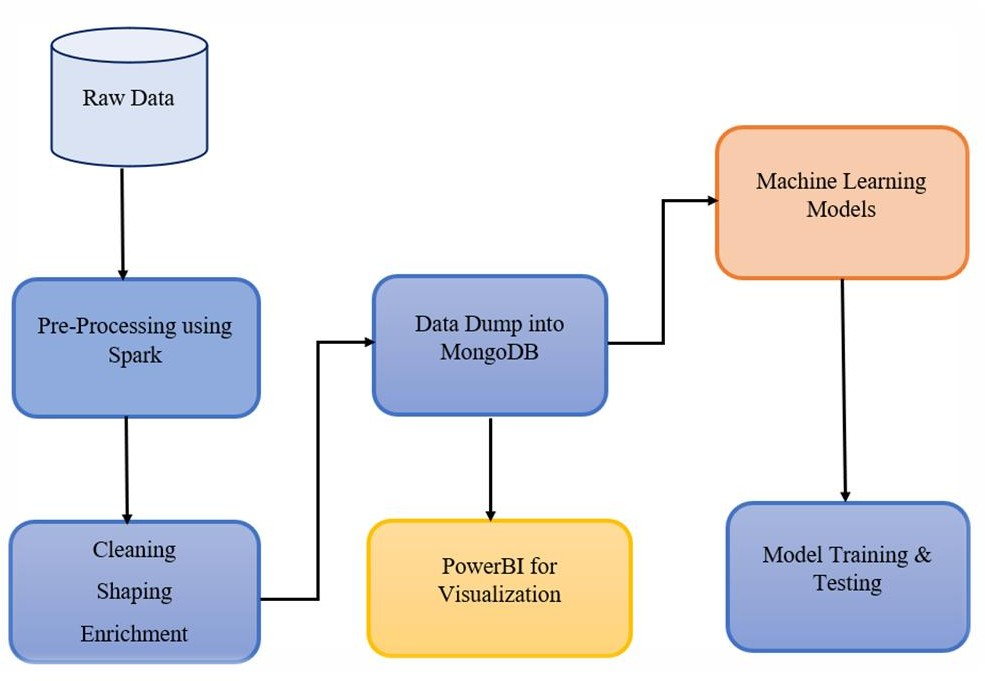 Raw Data
Pre-Processing using
Spark
Cleaning
Shaping
Enrichment
Data Dump into
MongoDB
PowerBI for
Visualization
Machine Learning
Models
Model Training &
Testing